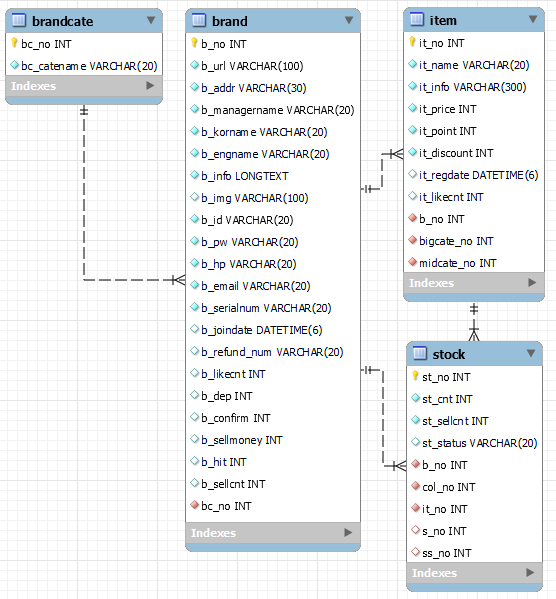 brandcate
bc_no INT
bc_catename VARCHAR(20)
Indexes
brand
b_no INT
b_url VARCHAR(100)
b_addr VARCHAR(30)
b_managername VARCHAR(20)
b_korname VARCHAR(20)
b_engname VARCHAR(20)
b_info LONGTEXT
b_img VARCHAR(100)
b_id VARCHAR(20)
b_pw VARCHAR(20)
b_hp VARCHAR(20)
b_email VARCHAR(20)
b_serialnum VARCHAR(20)
b_joindate DATETIME(6)
b_refund_num VARCHAR(20)
b_likecnt INT
b_dep INT
b_confirm INT
b_sellmoney INT
b_hit INT
b_sellcnt INT
bc_no INT
Indexes
item
it_no INT
it_name VARCHAR(20)
it_info VARCHAR(300)
it_price INT
it_point INT
it_discount INT
it_regdate DATETIME(6)
it_likecnt INT
b_no INT
bigcate_no INT
midcate_no INT
Indexes
stock
st_no INT
st_cnt INT
st_sellcnt INT
st_status VARCHAR(20)
b_no INT
col_no INT
it_no INT
s_no INT
ss_no INT
Indexes